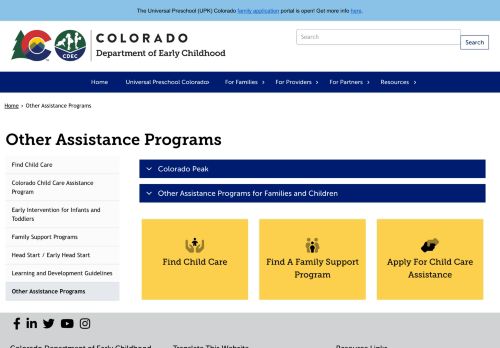 The Universal Preschool (UPK) Colorado family application portal is open! Get more info here.
COLORADO
Department of Early Childhood
CDEC
Search
Search
Home
Universal Preschool Colorado
For Families
For Providers
For Partners
Resources
Home › Other Assistance Programs
Other Assistance Programs
Find Child Care
Colorado Child Care Assistance
Program
Early Intervention for Infants and
Toddlers
Family Support Programs
Head Start / Early Head Start
Learning and Development Guidelines
Other Assistance Programs
Colorado Peak
Other Assistance Programs for Families and Children
Find Child Care
Find A Family Support
Program
Apply For Child Care
Assistance
Colorado Department of Early Childhood
Translate This Website
Resource Links